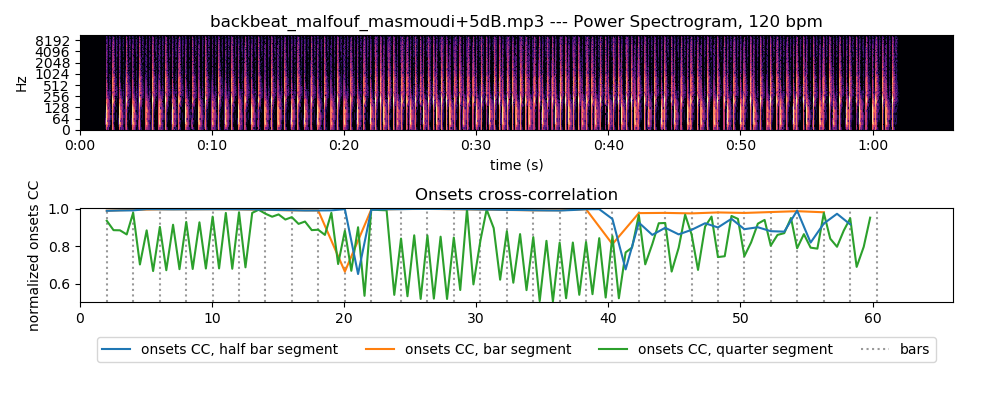 backbeat_malfouf_masmoudi+5dB.mp3 --- Power Spectrogram, 120 bpm
Hz
8192
4096
2048
1024
512
256
128
64
0
0:00 0:10 0:20 0:30 0:40 0:50 1:00
time (s)
Onsets cross-correlation
normalized onsets CC
1.0
0.8
0.6
0 10 20 30 40 50 60
onsets CC, half bar segment onsets CC, bar segment onsets CC, quarter segment bars